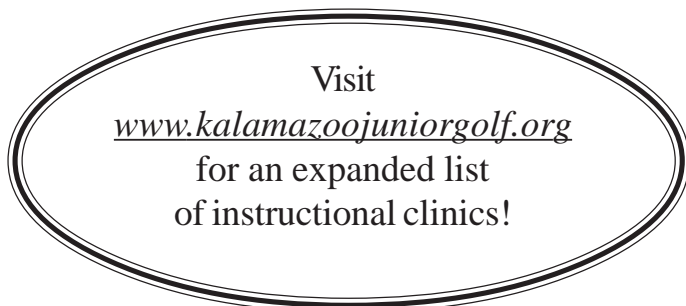 Visit
www.kalamazoojuniorgolf.org
for an expanded list
of instructional clinics!